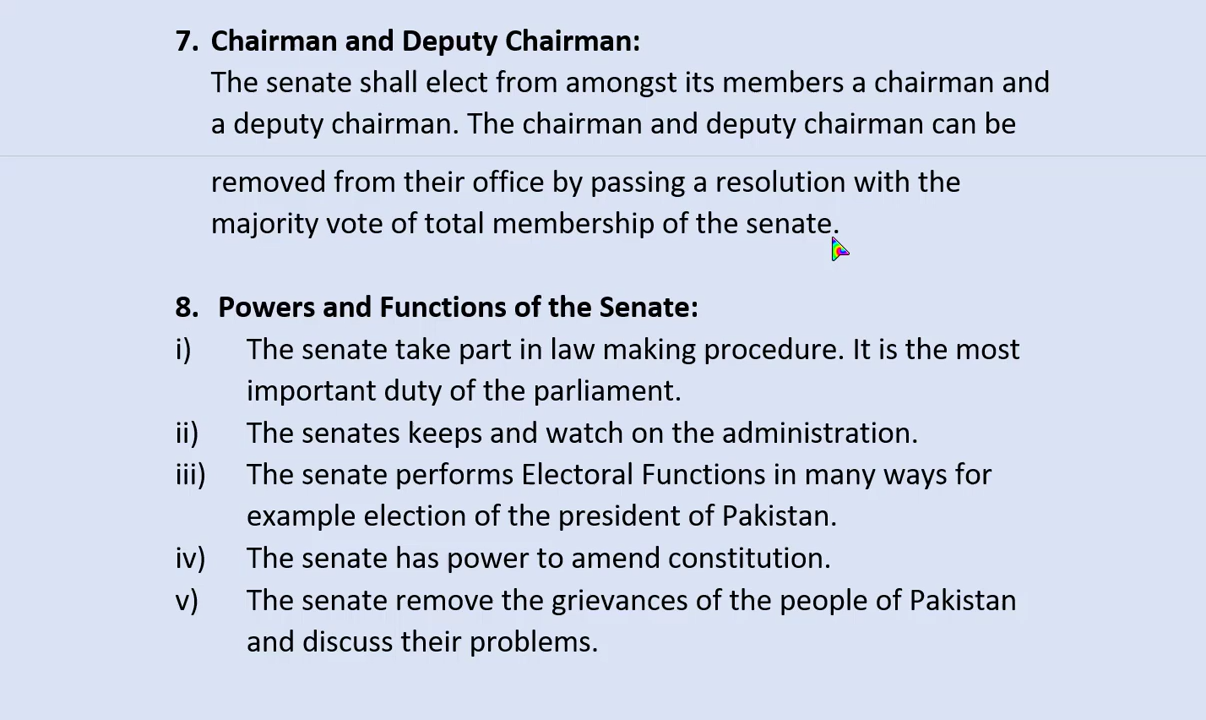 7. Chairman and Deputy Chairman:
The senate shall elect from amongst its members a chairman and
a deputy chairman. The chairman and deputy chairman can be
removed from their office by passing a resolution with the
majority vote of total membership of the senate.
8. Powers and Functions of the Senate:
i) The senate take part in law making procedure. It is the most
important duty of the parliament.
ii) The senates keeps and watch on the administration.
iii) The senate performs Electoral Functions in many ways for
example election of the president of Pakistan.
iv) The senate has power to amend constitution.
v) The senate remove the grievances of the people of Pakistan
and discuss their problems.